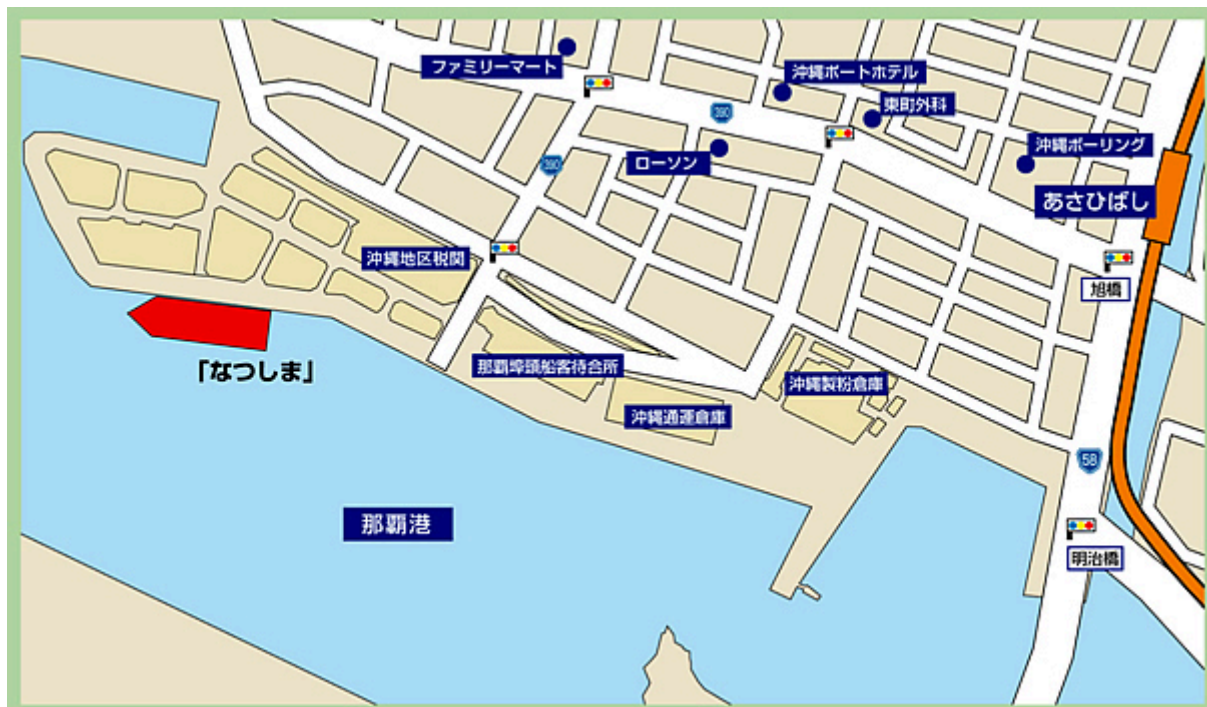 ファミリーマート
沖縄ポートホテル
390
東町外科
ローソン
沖縄ボーリング
390
あさひばし
沖縄地区税関
旭橋
「なつしま」
那覇埠頭船客待合所
沖縄製粉倉庫
沖縄通運倉庫
58
那覇港
明治橋